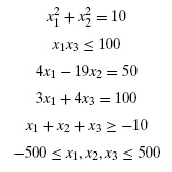 x₁² + x₂² = 10
x₁x₃ ≤ 100
4x₁ − 19x₂ = 50
3x₁ + 4x₃ = 100
x₁ + x₂ + x₃ ≥ −10
−500 ≤ x₁, x₂, x₃ ≤ 500